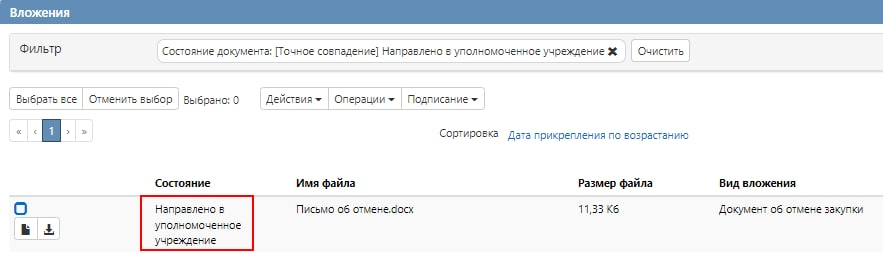 Вложения
Фильтр
Состояние документа: [Точное совпадение] Направлено в уполномоченное учреждение ✖
Очистить
Выбрать все Отменить выбор Выбрано: 0 Действия Операции Подписание
« ‹ 1 › »
Сортировка Дата прикрепления по возрастанию
Состояние Имя файла Размер файла Вид вложения
Направлено в Письмо об отмене.docx 11,33 Кб Документ об отмене закупки
уполномоченное
учреждение